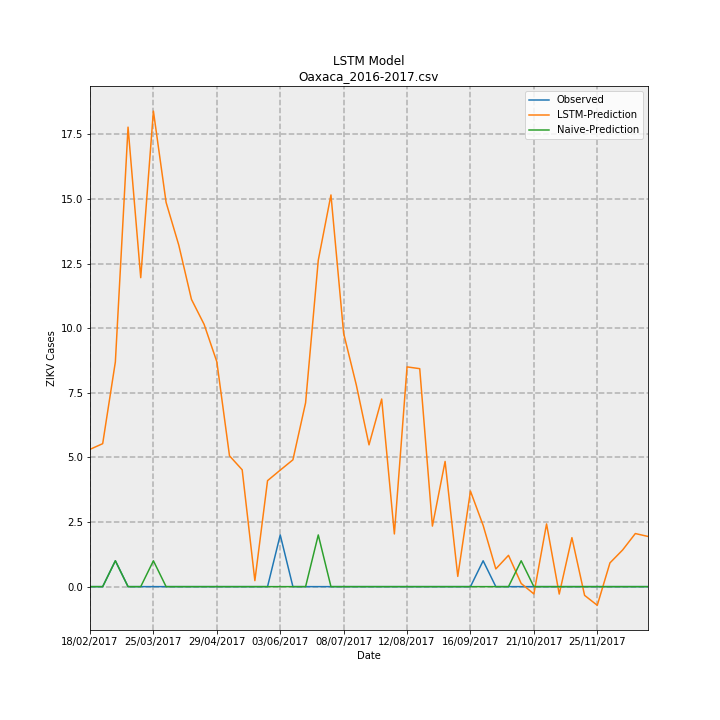 LSTM Model
Oaxaca_2016-2017.csv
Observed
LSTM-Prediction
Naive-Prediction
17.5
15.0
12.5
10.0
7.5
5.0
2.5
0.0
ZIKV Cases
18/02/2017 25/03/2017 29/04/2017 03/06/2017 08/07/2017 12/08/2017 16/09/2017 21/10/2017 25/11/2017
Date